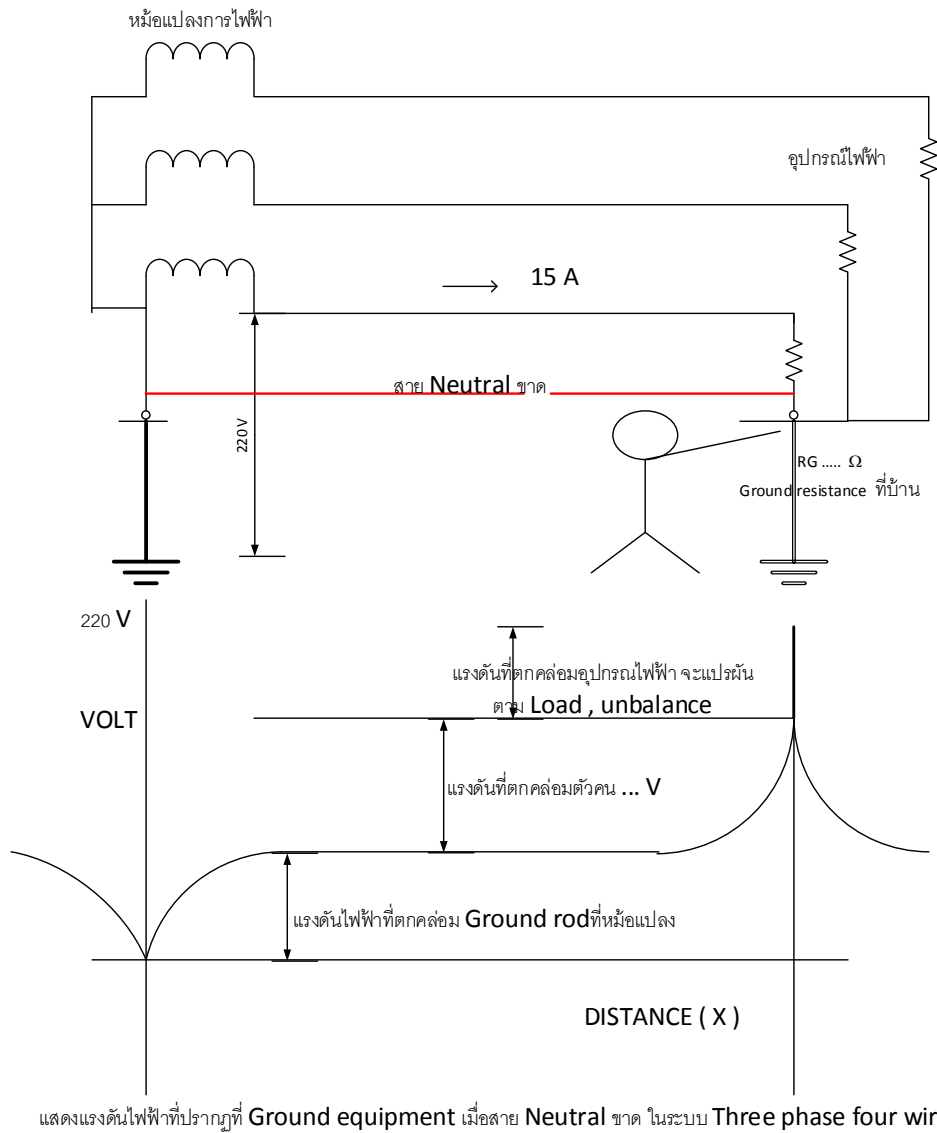 หม้อแปลงการไฟฟ้า
อุปกรณ์ไฟฟ้า
15 A
สาย Neutral ขาด
220 V
RG ..... Ω
Ground resistance ที่บ้าน
220 V
แรงดันที่ตกคล่อมอุปกรณไฟฟ้า จะแปรผัน
ตาม Load , unbalance
VOLT
แรงดันที่ตกคล่อมตัวคน ... V
แรงดันไฟฟ้าที่ตกคล่อม Ground rodที่หม้อแปลง
DISTANCE ( X )
แสดงแรงดันไฟฟ้าที่ปรากฏที่ Ground equipment เมื่อสาย Neutral ขาด ในระบบ Three phase four wir